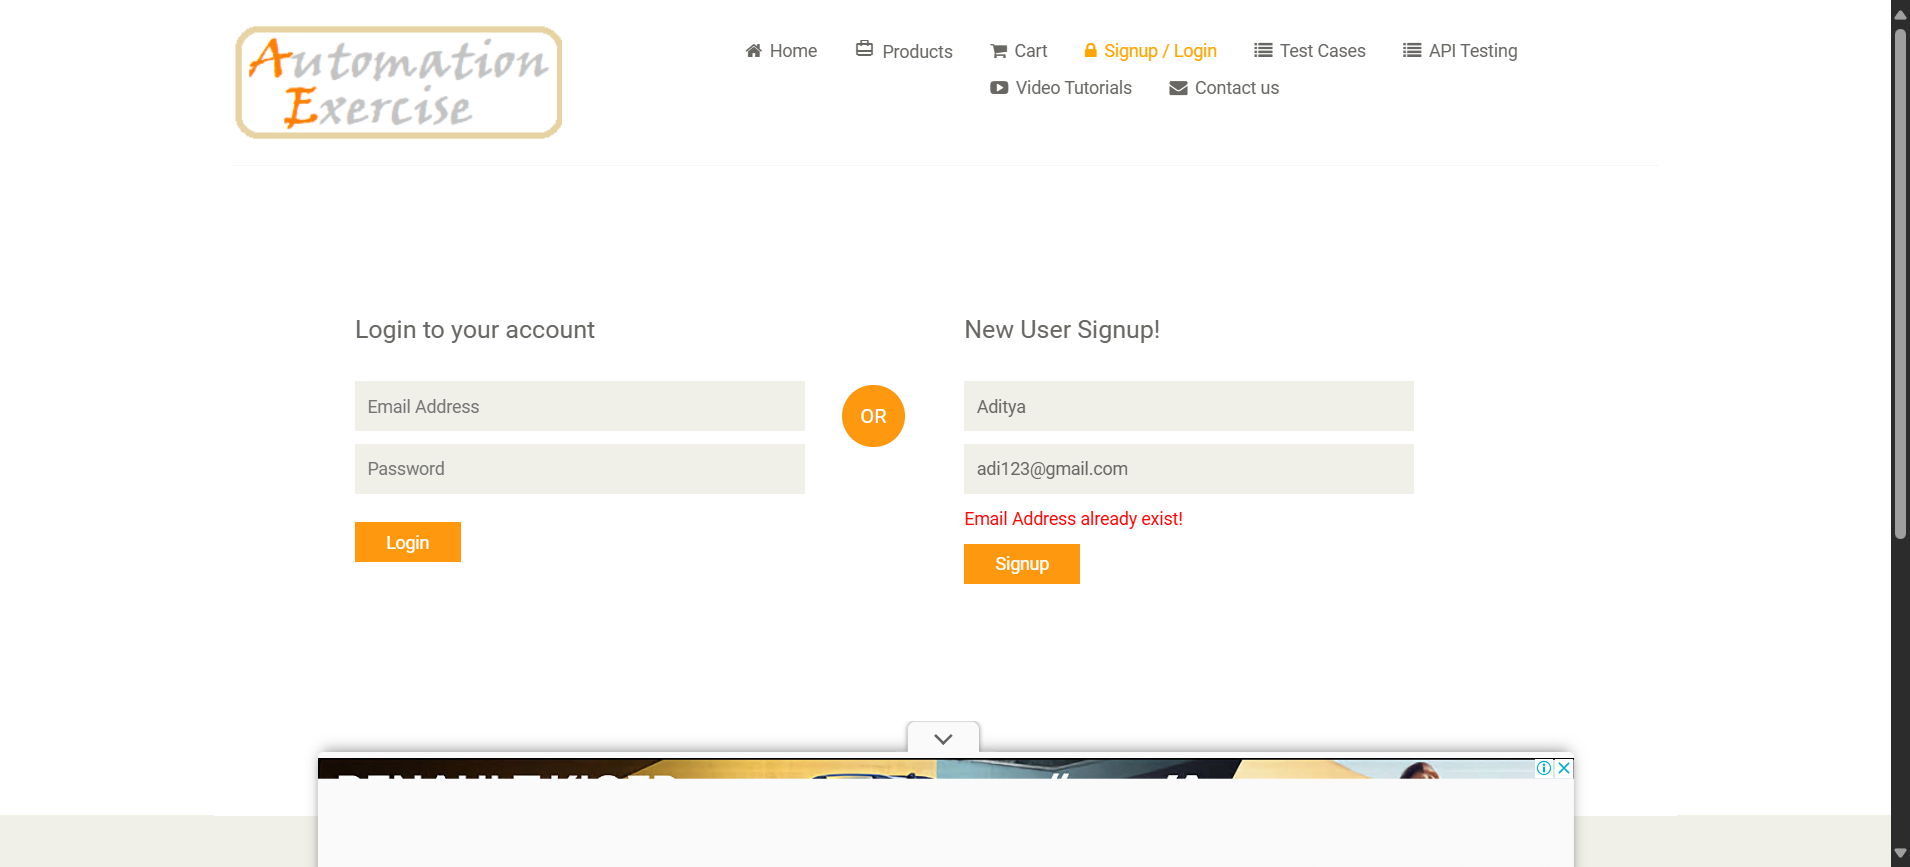 Automation
Exercise
Home
Products
Cart
Signup / Login
Test Cases
API Testing
Video Tutorials
Contact us
Login to your account
Email Address
Password
Login
OR
New User Signup!
Aditya
adi123@gmail.com
Email Address already exist!
Signup